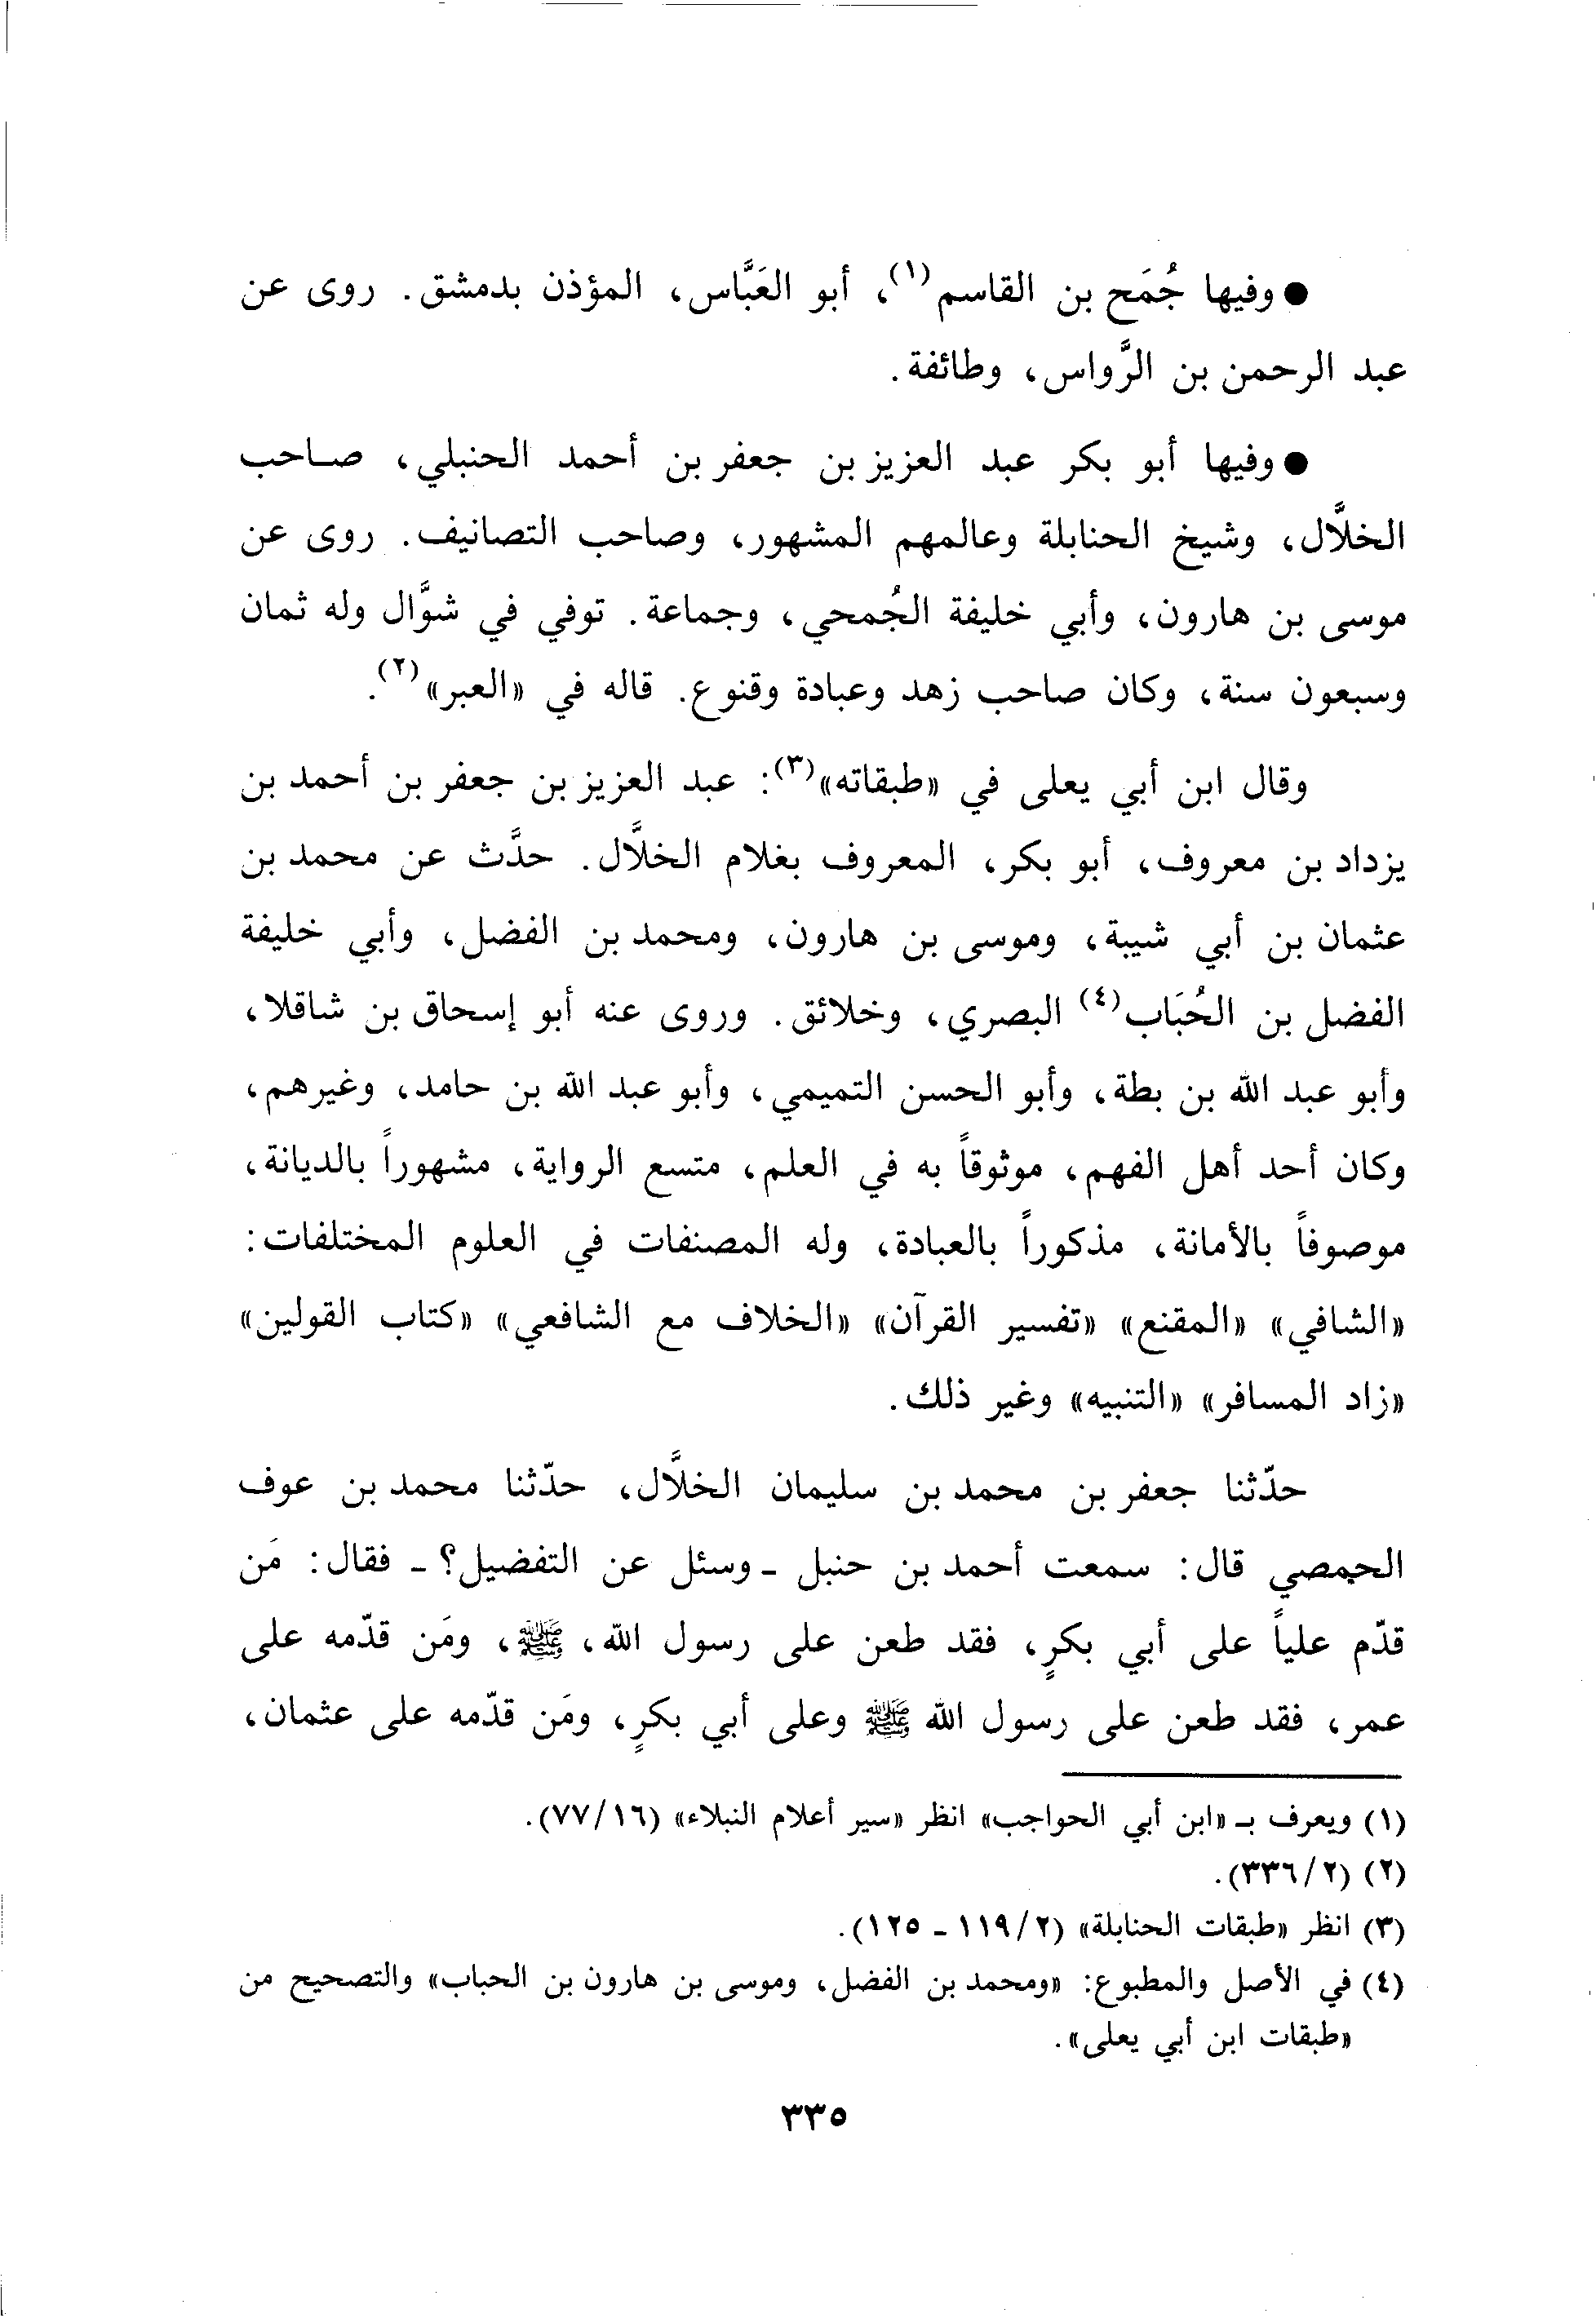 ● وفيها جُمَح بن القاسم(١)، أبو العَبَّاس، المؤذن بدمشق. روى عن
عبد الرحمن بن الرَّواس، وطائفة.
● وفيها أبو بكر عبد العزيز بن جعفر بن أحمد الحنبلي، صاحب
الخلَّال، وشيخ الحنابلة وعالمهم المشهور، وصاحب التصانيف. روى عن
موسى بن هارون، وأبي خليفة الجُمحي، وجماعة. توفي في شوَّال وله ثمان
وسبعون سنة، وكان صاحب زهد وعبادة وقنوع. قاله في «العبر»(٢).
وقال ابن أبي يعلى في «طبقاته»(٣): عبد العزيز بن جعفر بن أحمد بن
يزداد بن معروف، أبو بكر، المعروف بغلام الخلَّال. حدَّث عن محمد بن
عثمان بن أبي شيبة، وموسى بن هارون، ومحمد بن الفضل، وأبي خليفة
الفضل بن الحُبَاب(٤) البصري، وخلائق. وروى عنه أبو إسحاق بن شاقلا،
وأبو عبد الله بن بطة، وأبو الحسن التميمي، وأبو عبد الله بن حامد، وغيرهم،
وكان أحد أهل الفهم، موثوقاً به في العلم، متسع الرواية، مشهوراً بالديانة،
موصوفاً بالأمانة، مذكوراً بالعبادة، وله المصنفات في العلوم المختلفات:
«الشافي» «المقنع» «تفسير القرآن» «الخلاف مع الشافعي» «كتاب القولين»
«زاد المسافر» «التنبيه» وغير ذلك.
حدّثنا جعفر بن محمد بن سليمان الخلَّال، حدّثنا محمد بن عوف
الحمصي قال: سمعت أحمد بن حنبل ـ وسئل عن التفضيل؟ ـ فقال: مَن
قدّم علياً على أبي بكرٍ، فقد طعن على رسول الله، ﷺ، ومَن قدّمه على
عمر، فقد طعن على رسول الله ﷺ وعلى أبي بكرٍ، ومَن قدّمه على عثمان،
(١) ويعرف بـ «ابن أبي الحواجب» انظر «سير أعلام النبلاء» (١٦/٧٧).
(٢) (٢/٣٣٦).
(٣) انظر «طبقات الحنابلة» (٢/١١٩ ـ ١٢٥).
(٤) في الأصل والمطبوع: «ومحمد بن الفضل، وموسى بن هارون بن الحباب» والتصحيح من
«طبقات ابن أبي يعلى».
٣٣٥